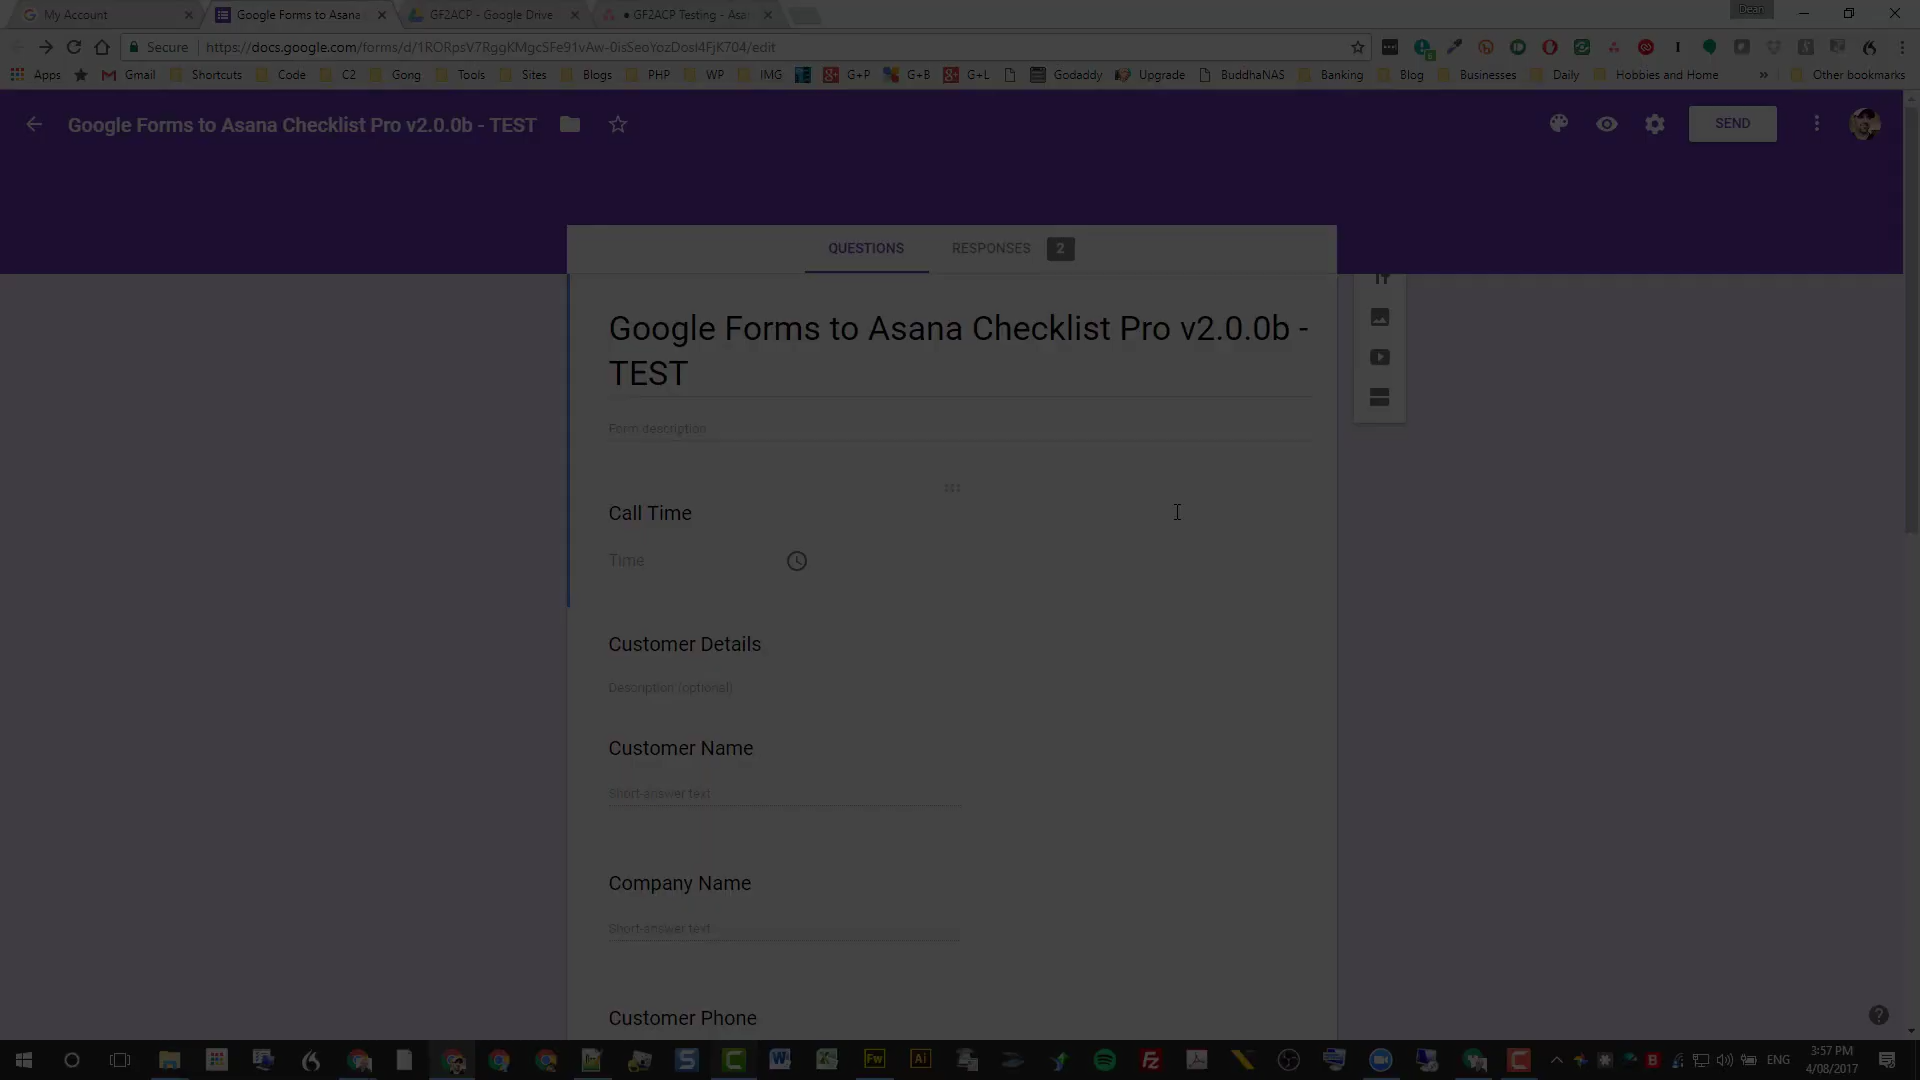 My Account
Google Forms to Asana
GF2ACP - Google Drive
• GF2ACP Testing - Asa
Dean
Secure
https://docs.google.com/forms/d/1RORpsV7RggKMgcSFe91vAw-0isSeoYozDosI4FjK704/edit
Apps
Gmail
Shortcuts
Code
C2
Gong
Tools
Sites
Blogs
PHP
WP
IMG
G+P
G+B
G+L
Godaddy
Upgrade
BuddhaNAS
Banking
Blog
Businesses
Daily
Hobbies and Home
»
Other bookmarks
Google Forms to Asana Checklist Pro v2.0.0b - TEST
SEND
QUESTIONS
RESPONSES
2
Google Forms to Asana Checklist Pro v2.0.0b -
TEST
Form description
Call Time
Time
Customer Details
Description (optional)
Customer Name
Short-answer text
Company Name
Short-answer text
Customer Phone
ENG
3:57 PM
4/08/2017